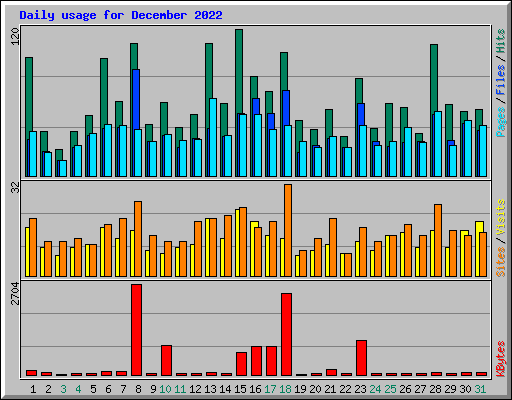 Daily usage for December 2022
120
Pages / Files / Hits
32
Sites / Visits
2704
KBytes
1 2 3 4 5 6 7 8 9 10 11 12 13 14 15 16 17 18 19 20 21 22 23 24 25 26 27 28 29 30 31